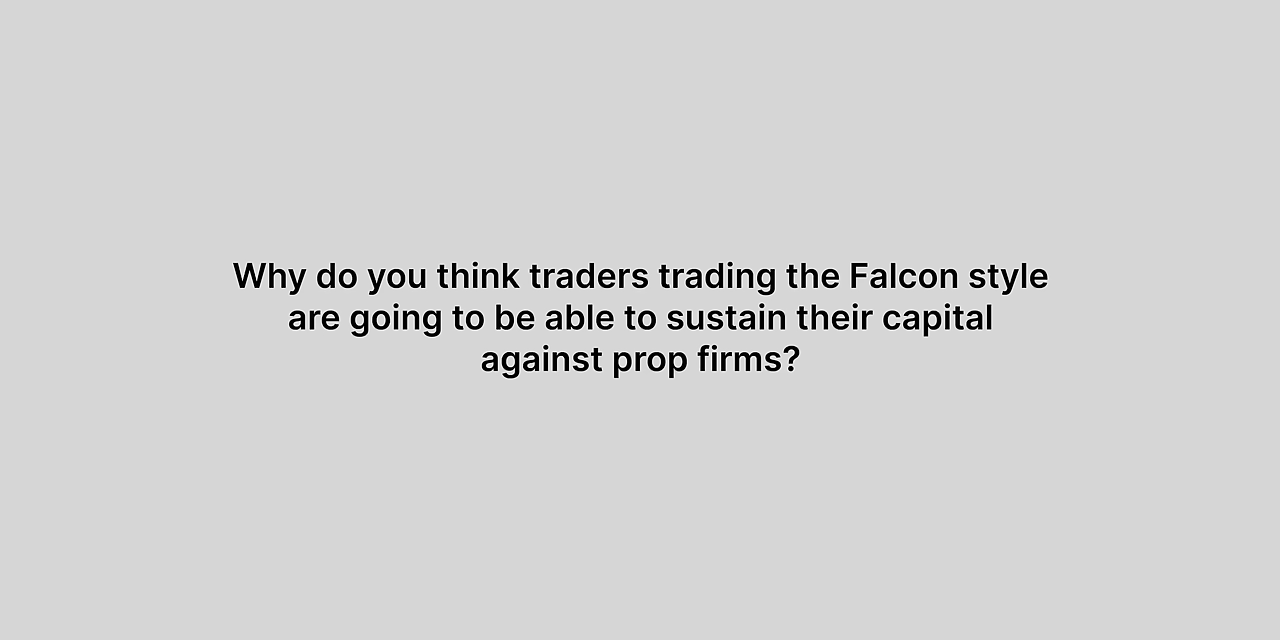 Why do you think traders trading the Falcon style
are going to be able to sustain their capital
against prop firms?